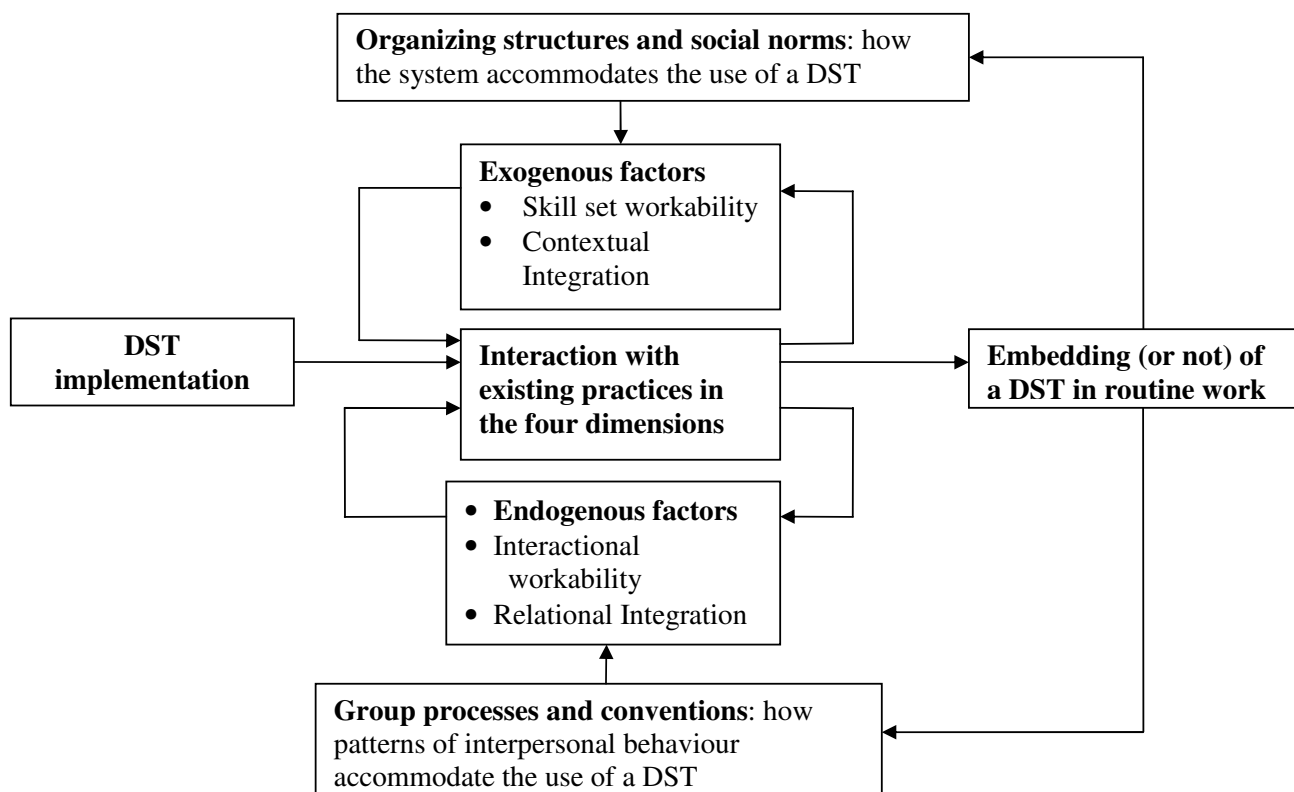 Organizing structures and social norms: how
the system accommodates the use of a DST
Exogenous factors
• Skill set workability
• Contextual
Integration
DST
implementation
Interaction with
existing practices in
the four dimensions
Embedding (or not) of
a DST in routine work
• Endogenous factors
• Interactional
workability
• Relational Integration
Group processes and conventions: how
patterns of interpersonal behaviour
accommodate the use of a DST